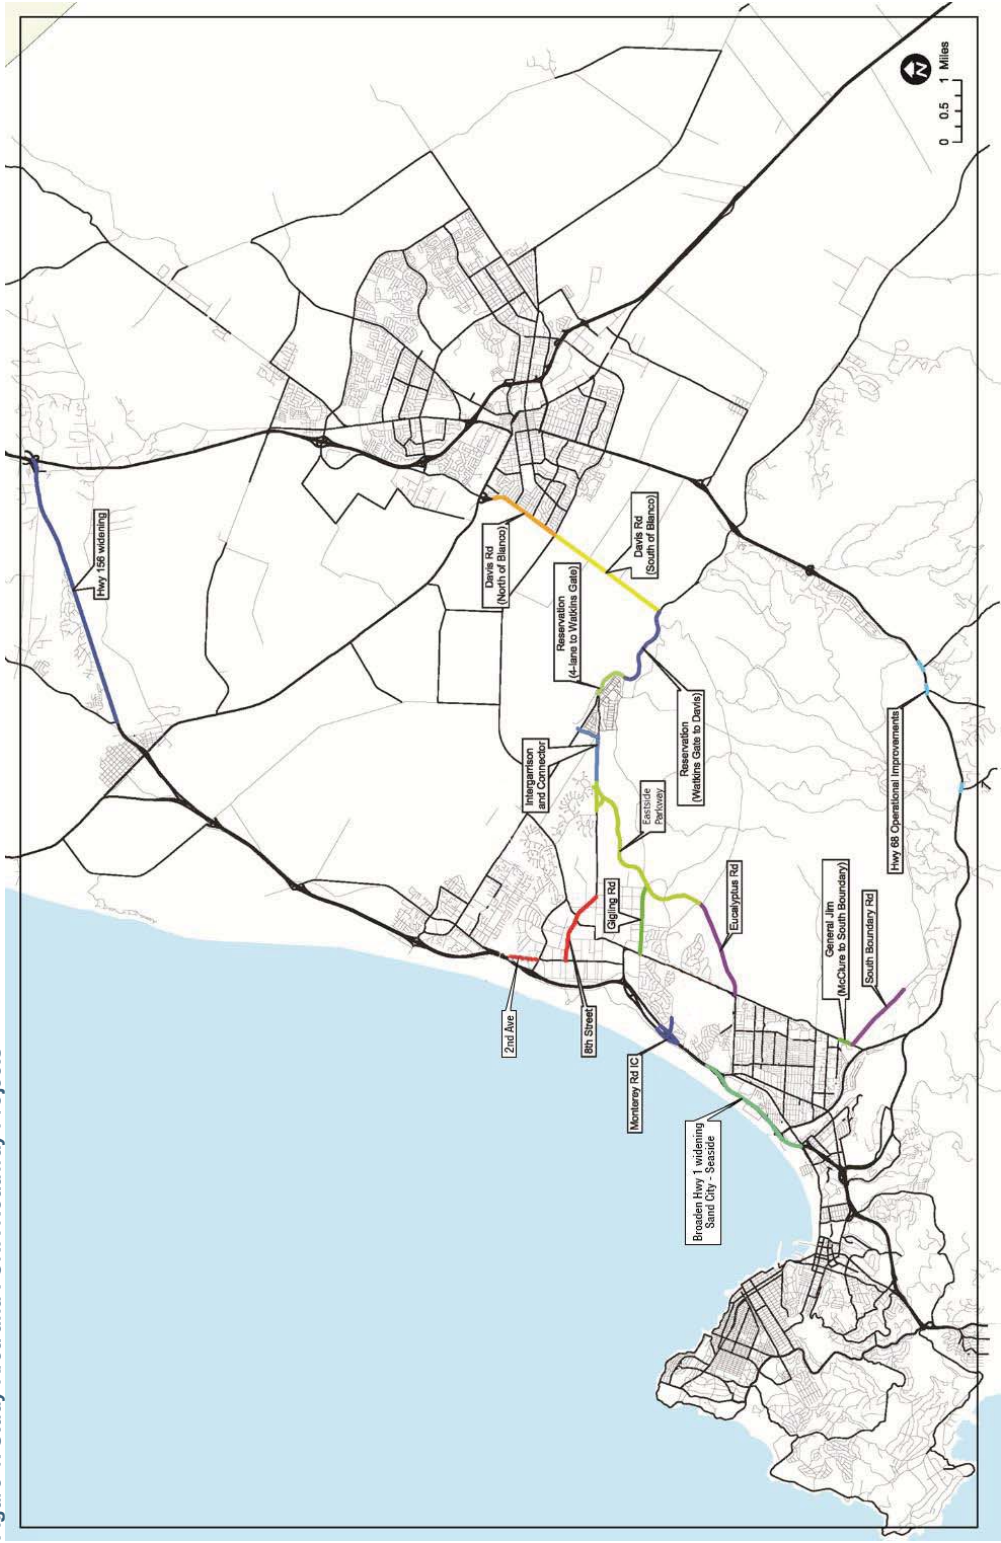 Hwy 156 widening
Davis Rd
(North of Blanco)
2nd Ave
Intergarrison
and Connector
Reservation
(4-lane to Watkins Gate)
8th Street
Gigling Rd
Monterey Rd IC
Davis Rd
(South of Blanco)
Eastside
Parkway
Reservation
(Watkins Gate to Davis)
Broaden Hwy 1 widening
Sand City - Seaside
Eucalyptus Rd
General Jim
(McClure to South Boundary)
South Boundary Rd
Hwy 68 Operational Improvements
N
0 0.5 1
Miles